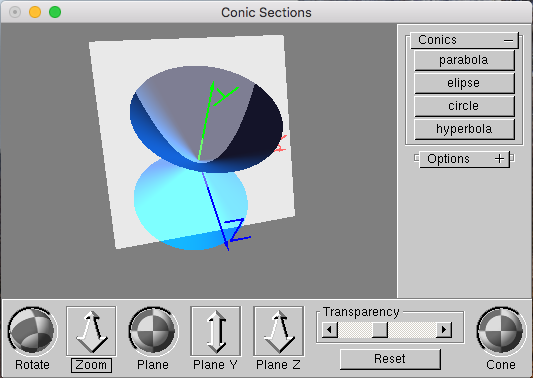 Conic Sections
Y
Z
Conics −
parabola
elipse
circle
hyperbola
Options +
Rotate
Zoom
Plane
Plane Y
Plane Z
Transparency
Reset
Cone